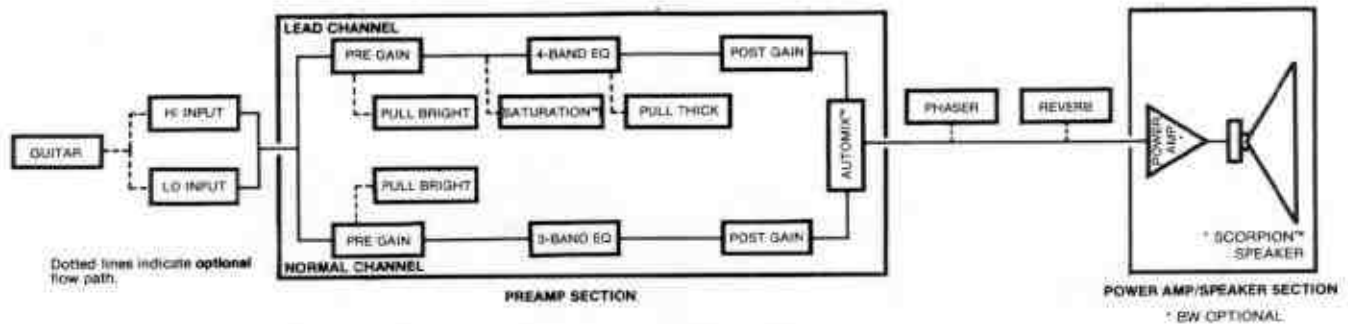 LEAD CHANNEL
PRE GAIN
4-BAND EQ
POST GAIN
PULL BRIGHT
SATURATION™
PULL THICK
HI INPUT
GUITAR
LO INPUT
PULL BRIGHT
PRE GAIN
3-BAND EQ
POST GAIN
NORMAL CHANNEL
AUTOMIX™
PHASER
REVERB
POWER
AMP*
* SCORPION™
SPEAKER
Dotted lines indicate optional
flow path.
PREAMP SECTION
POWER AMP/SPEAKER SECTION
* BW OPTIONAL